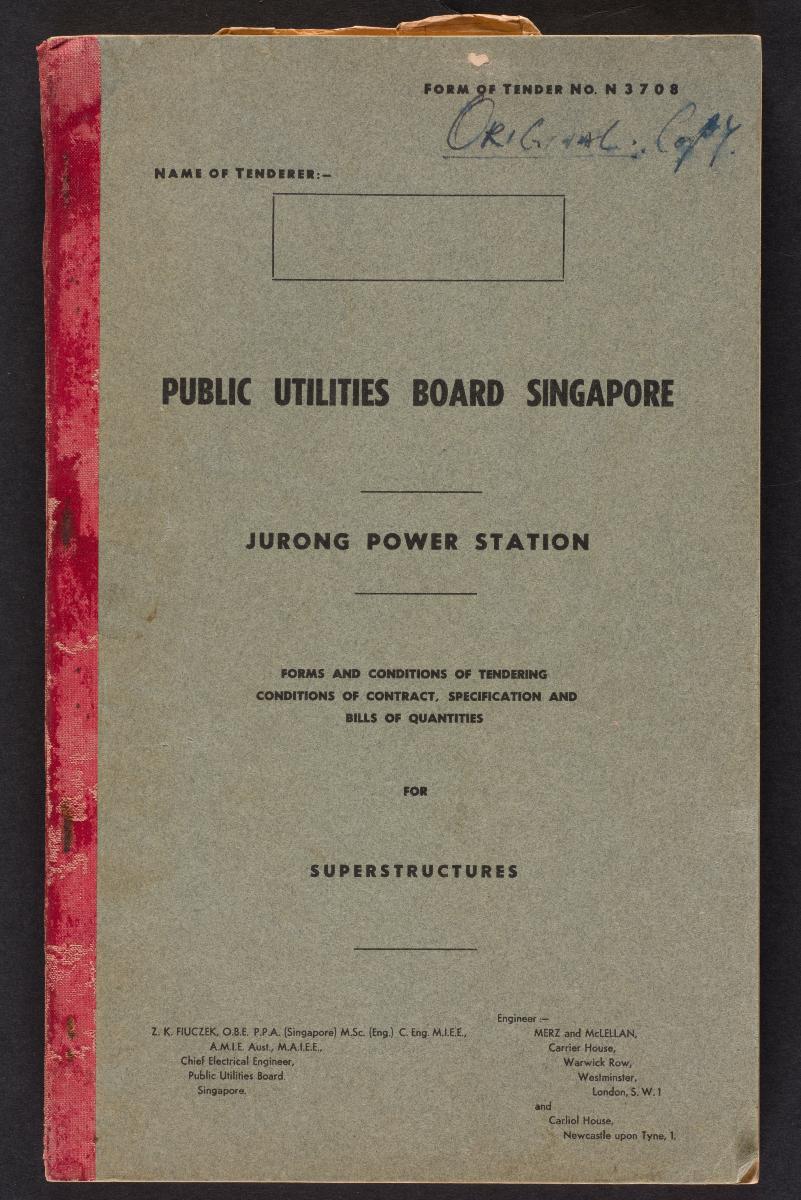 FORM OF TENDER NO. N 3708
ORIGINAL. Copy.
NAME OF TENDERER:—
PUBLIC UTILITIES BOARD SINGAPORE
JURONG POWER STATION
FORMS AND CONDITIONS OF TENDERING
CONDITIONS OF CONTRACT, SPECIFICATION AND
BILLS OF QUANTITIES
FOR
SUPERSTRUCTURES
Z. K. FIUCZEK, O.B.E. P.P.A. (Singapore) M.Sc. (Eng.) C. Eng. M.I.E.E.,
A.M.I.E. Aust., M.A.I.E.E.,
Chief Electrical Engineer,
Public Utilities Board.
Singapore.
Engineer :—
MERZ and McLELLAN,
Carrier House,
Warwick Row,
Westminster,
London, S. W. 1
and
Carliol House,
Newcastle upon Tyne, 1.